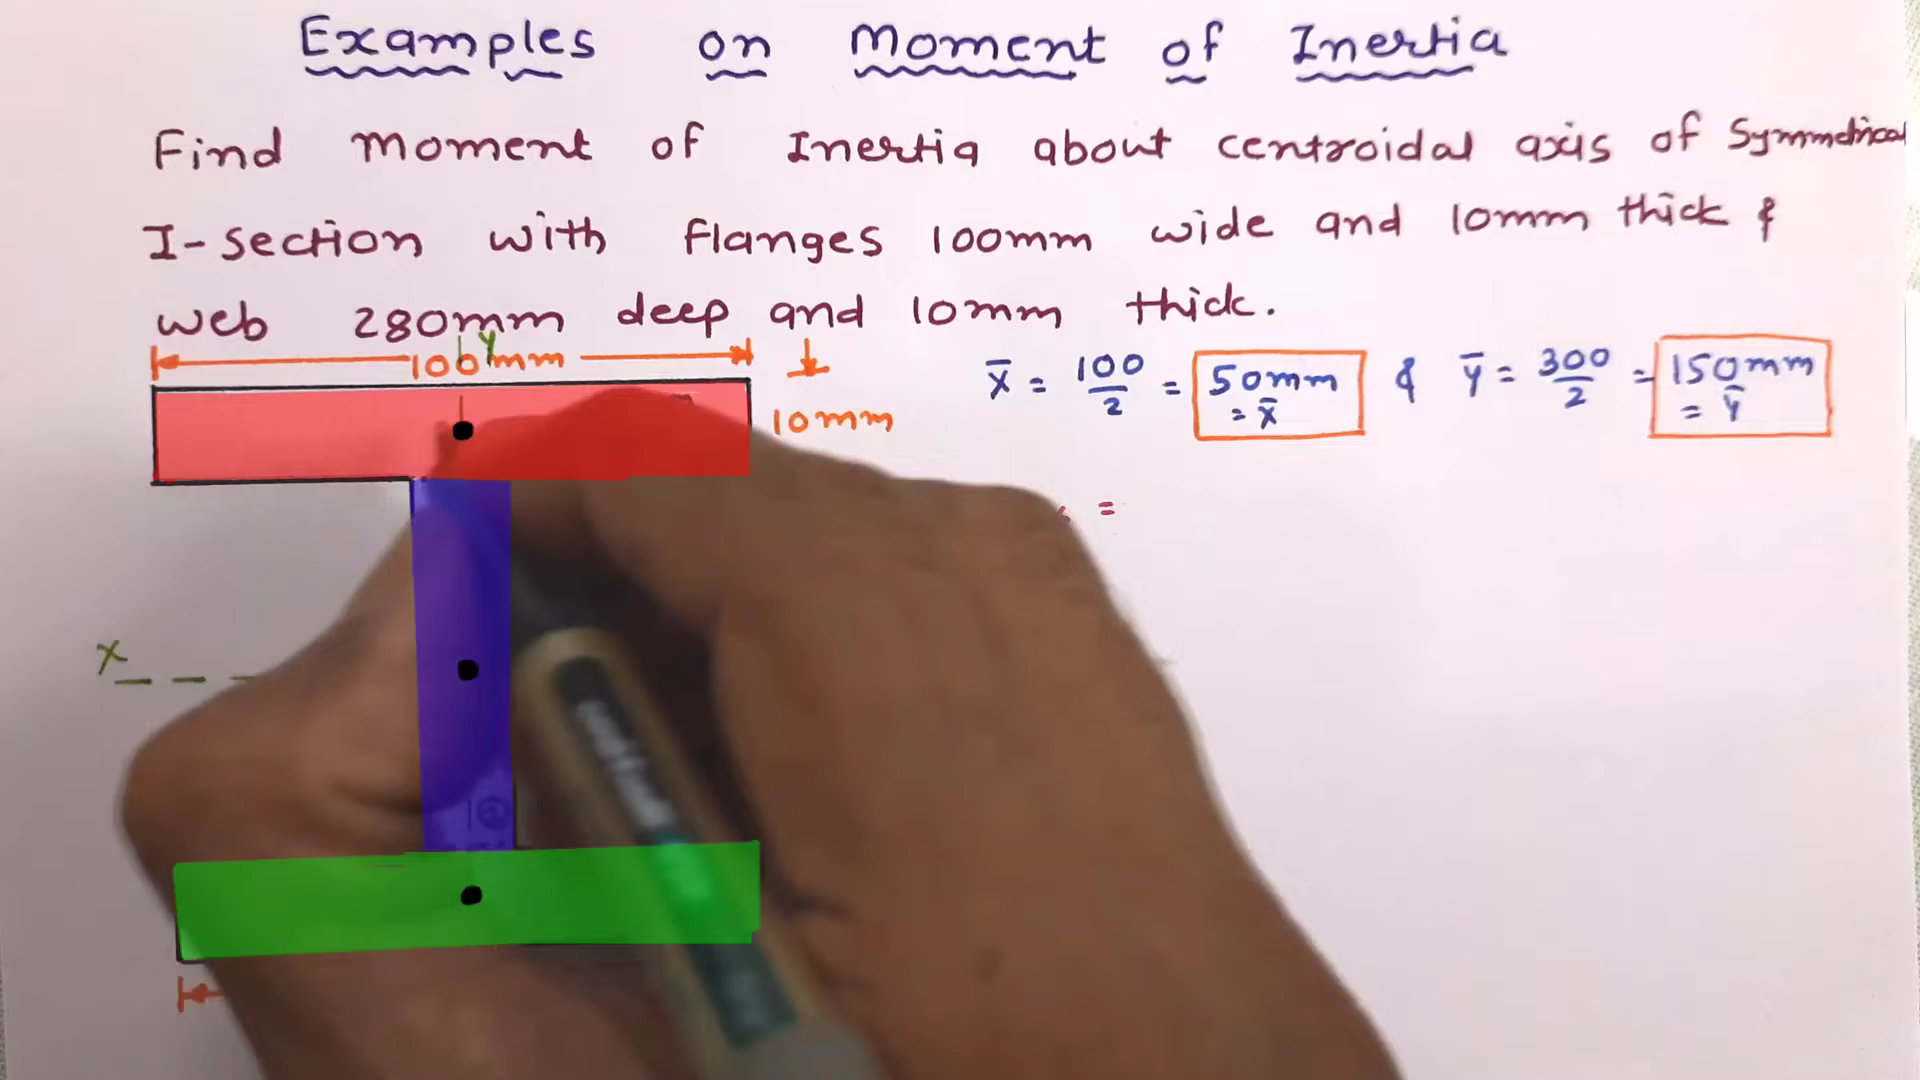 Examples on Moment of Inertia
Find Moment of Inertia about centroidal axis of Symmetrical
I-section with flanges 100mm wide and 10mm thick &
web 280mm deep and 10mm thick.
100mm
Y
10mm
X̄ = 100/2 = 50mm = X̄ & Ȳ = 300/2 = 150mm = Ȳ
=
X
②